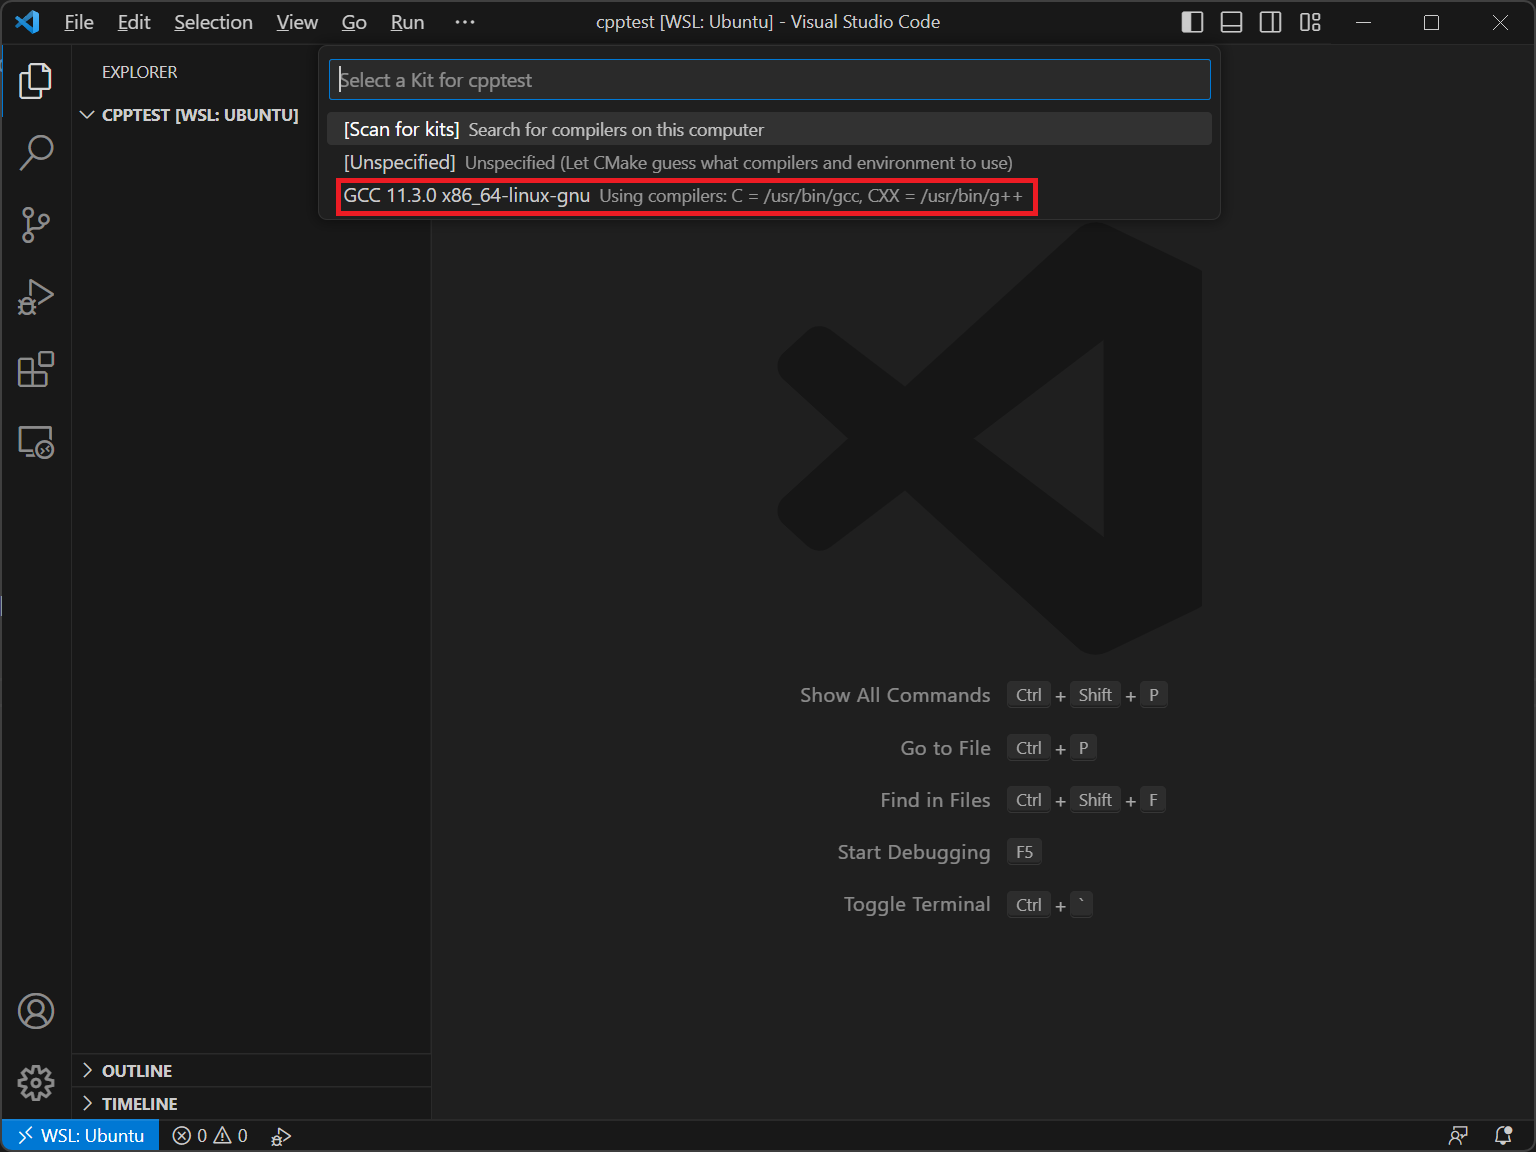 File Edit Selection View Go Run ··· cpptest [WSL: Ubuntu] - Visual Studio Code
EXPLORER
CPPTEST [WSL: UBUNTU]
Select a Kit for cpptest
[Scan for kits] Search for compilers on this computer
[Unspecified] Unspecified (Let CMake guess what compilers and environment to use)
GCC 11.3.0 x86_64-linux-gnu Using compilers: C = /usr/bin/gcc, CXX = /usr/bin/g++
Show All Commands Ctrl + Shift + P
Go to File Ctrl + P
Find in Files Ctrl + Shift + F
Start Debugging F5
Toggle Terminal Ctrl + `
OUTLINE
TIMELINE
WSL: Ubuntu 0 0